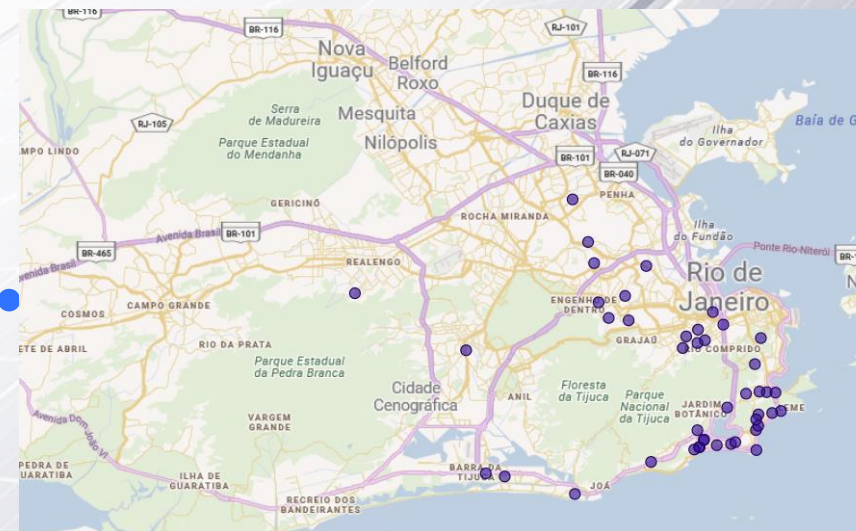 BR-116
BR-116
RJ-101
Nova
Iguaçu
Belford
Roxo
BR-116
Serra
de Madureira
Mesquita
Duque de
Caxias
RJ-105
Parque Estadual
do Mendanha
Nilópolis
Ilha
do Governador
Baía de G
MPO LINDO
BR-101
RJ-071
BR-040
GERICINÓ
PENHA
ROCHA MIRANDA
Avenida Brasil
BR-101
Ilha
do Fundão
BR-465
Ponte Rio-Niterói
BR-
REALENGO
venida Brasil
Rio de
Janeiro
N
CAMPO GRANDE
COSMOS
ENGENHO DE
DENTRO
ETE DE ABRIL
RIO DA PRATA
GRAJAÚ
RIO COMPRIDO
Parque Estadual
da Pedra Branca
Cidade
Cenográfica
ANIL
Floresta
da Tijuca
Parque
Nacional
da Tijuca
JARDIM
BOTÂNICO
EME
Avenida Dom João VI
VARGEM
GRANDE
PEDRA DE
UARATIBA
ILHA DE
GUARATIBA
BARRA DA
TIJUCA
JOÁ
RECREIO DOS
BANDEIRANTES